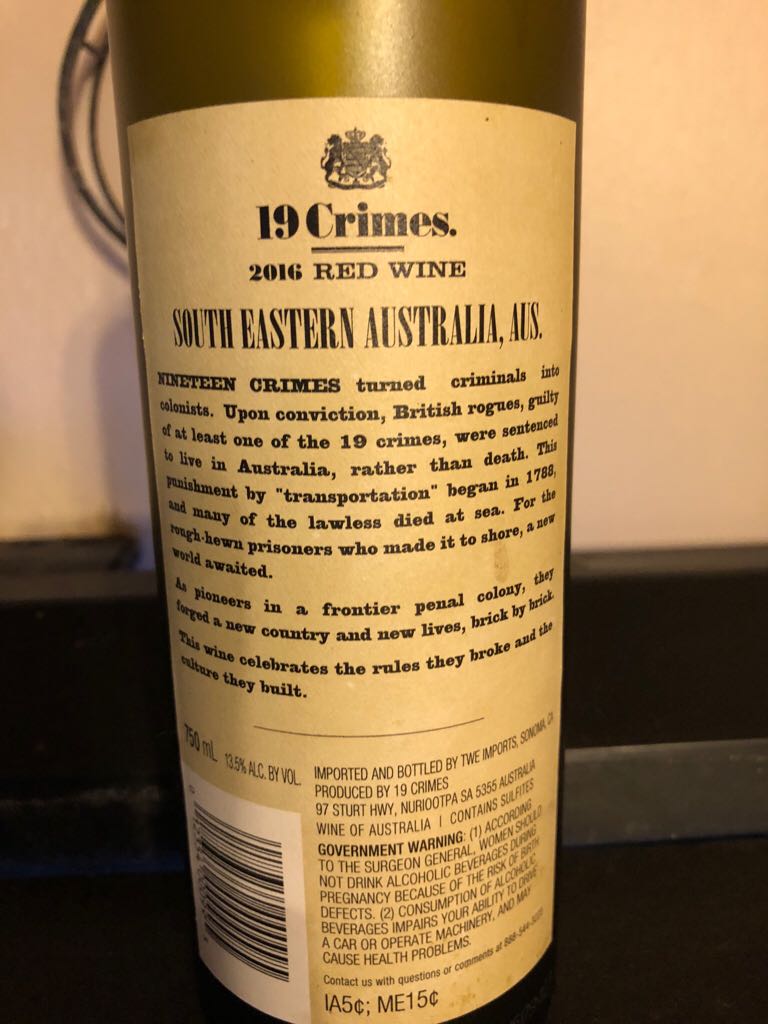 19 Crimes.
2016 RED WINE
SOUTH EASTERN AUSTRALIA, AUS.
NINETEEN CRIMES turned criminals into
colonists. Upon conviction, British rogues, guilty
of at least one of the 19 crimes, were sentenced
to live in Australia, rather than death. This
punishment by "transportation" began in 1788,
and many of the lawless died at sea. For the
rough-hewn prisoners who made it to shore, a new
world awaited.
As pioneers in a frontier penal colony, they
forged a new country and new lives, brick by brick.
This wine celebrates the rules they broke and the
culture they built.
750 mL 13.5% ALC. BY VOL.
IMPORTED AND BOTTLED BY TWE IMPORTS, SONOMA, CA
PRODUCED BY 19 CRIMES
97 STURT HWY, NURIOOTPA SA 5355 AUSTRALIA
WINE OF AUSTRALIA | CONTAINS SULFITES
GOVERNMENT WARNING: (1) ACCORDING
TO THE SURGEON GENERAL, WOMEN SHOULD
NOT DRINK ALCOHOLIC BEVERAGES DURING
PREGNANCY BECAUSE OF THE RISK OF BIRTH
DEFECTS. (2) CONSUMPTION OF ALCOHOLIC
BEVERAGES IMPAIRS YOUR ABILITY TO DRIVE
A CAR OR OPERATE MACHINERY, AND MAY
CAUSE HEALTH PROBLEMS.
Contact us with questions or comments at
IA5¢; ME15¢